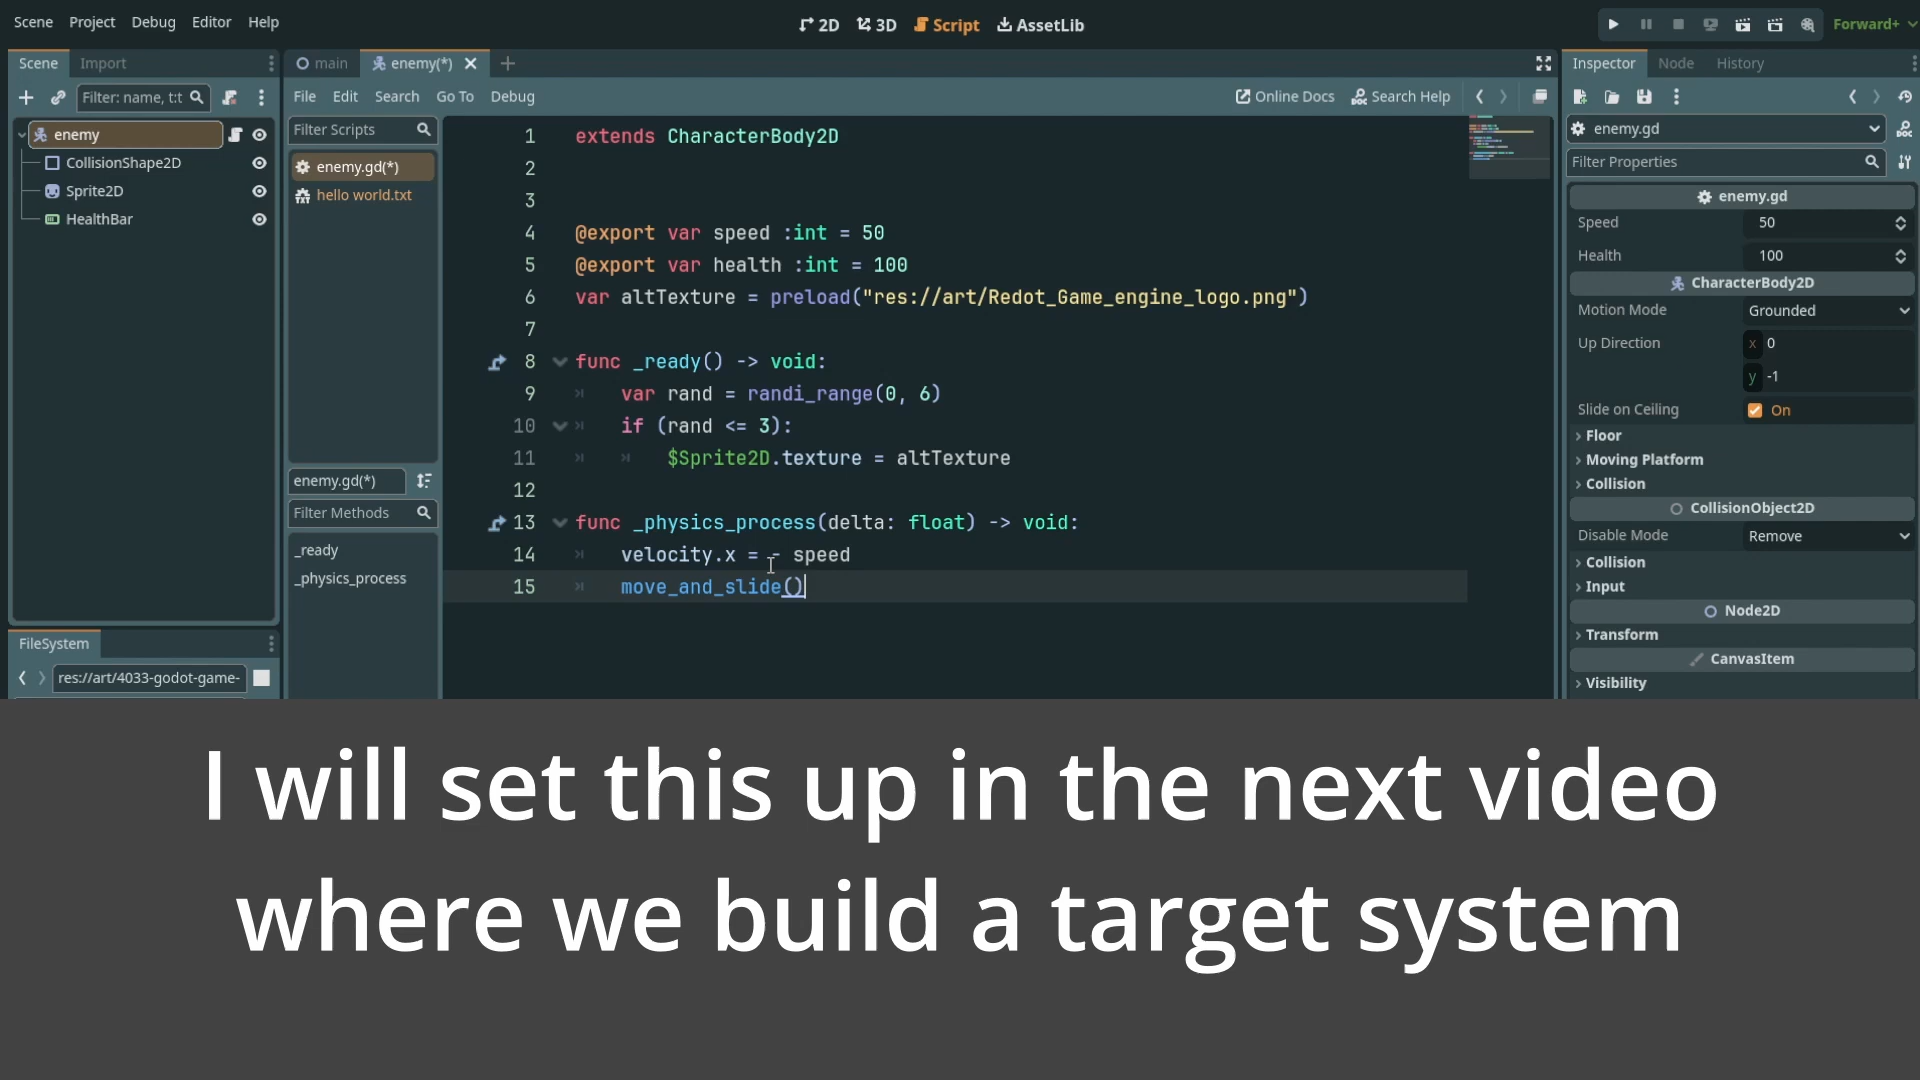 Scene Project Debug Editor Help
2D 3D Script AssetLib
Forward+
Scene Import
main enemy(*)
Inspector Node History
Filter: name, t:t
File Edit Search Go To Debug
Online Docs Search Help
enemy
CollisionShape2D
Sprite2D
HealthBar
Filter Scripts
enemy.gd(*)
hello world.txt
enemy.gd(*)
Filter Methods
_ready
_physics_process
1 extends CharacterBody2D
2
3
4 @export var speed :int = 50
5 @export var health :int = 100
6 var altTexture = preload("res://art/Redot_Game_engine_logo.png")
7
8 func _ready() -> void:
9 var rand = randi_range(0, 6)
10 if (rand <= 3):
11 $Sprite2D.texture = altTexture
12
13 func _physics_process(delta: float) -> void:
14 velocity.x = - speed
15 move_and_slide()
enemy.gd
Filter Properties
enemy.gd
Speed 50
Health 100
CharacterBody2D
Motion Mode Grounded
Up Direction x 0
y -1
Slide on Ceiling On
Floor
Moving Platform
Collision
CollisionObject2D
Disable Mode Remove
Collision
Input
Node2D
Transform
CanvasItem
Visibility
FileSystem
res://art/4033-godot-game-
I will set this up in the next video
where we build a target system